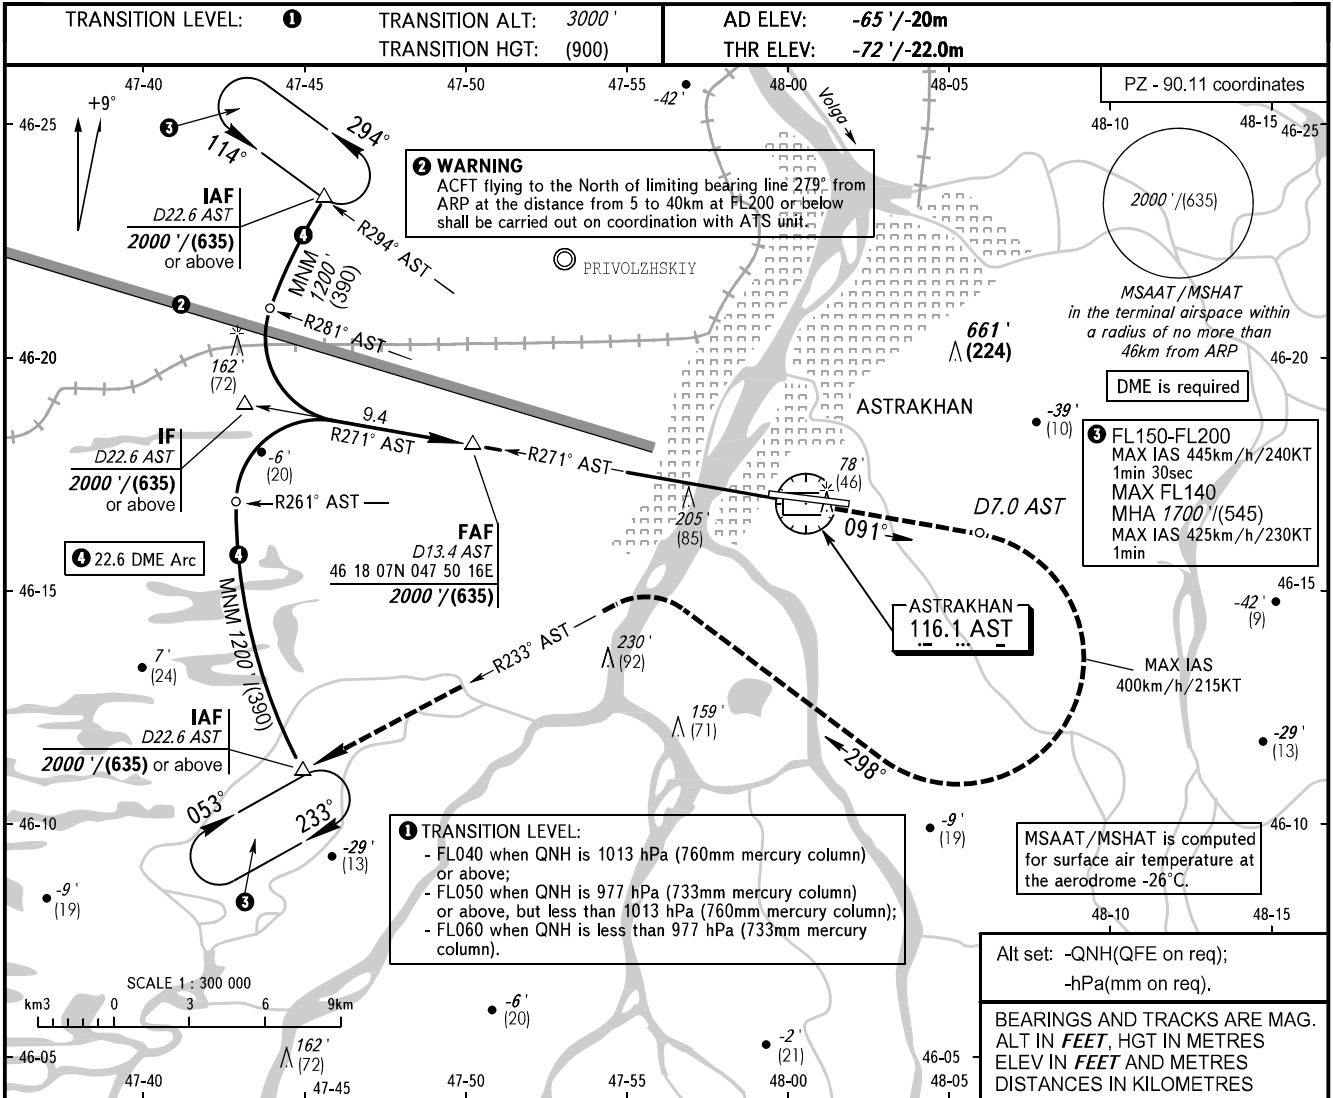 TRANSITION LEVEL: ❶ TRANSITION ALT: 3000 '
TRANSITION HGT: (900)
AD ELEV: -65 '/-20m
THR ELEV: -72 '/-22.0m
47-40 47-45 47-50 47-55 48-00 48-05
PZ - 90.11 coordinates
46-25
48-10 48-15 46-25
+9°
❸
114°
294°
-42 '
Volga
❷ WARNING
ACFT flying to the North of limiting bearing line 279° from
ARP at the distance from 5 to 40km at FL200 or below
shall be carried out on coordination with ATS unit.
IAF
D22.6 AST
2000 '/(635)
or above
❹
R294° AST
MNM
1200 '
(390)
PRIVOLZHSKIY
2000 '/(635)
MSAAT/MSHAT
in the terminal airspace within
a radius of no more than
46km from ARP
❷
R281° AST
162 '
(72)
661 '
(224)
46-20
46-20
DME is required
ASTRAKHAN
-39 '
(10)
❸ FL150-FL200
MAX IAS 445km/h/240KT
1min 30sec
MAX FL140
MHA 1700 '/(545)
MAX IAS 425km/h/230KT
1min
9.4
R271° AST
R271° AST
IF
D22.6 AST
2000 '/(635)
or above
-6 '
(20)
R261° AST
78 '
(46)
205 '
(85)
091°
D7.0 AST
FAF
D13.4 AST
46 18 07N 047 50 16E
2000 '/(635)
❹ 22.6 DME Arc
❹
MNM 1200 '/(390)
46-15
46-15
ASTRAKHAN
116.1 AST
-42 '
(9)
R233° AST
230 '
(92)
7 '
(24)
MAX IAS
400km/h/215KT
IAF
D22.6 AST
2000 '/(635) or above
159 '
(71)
298°
-29 '
(13)
053°
233°
❸
-29 '
(13)
46-10
46-10
❶ TRANSITION LEVEL:
- FL040 when QNH is 1013 hPa (760mm mercury column)
or above;
- FL050 when QNH is 977 hPa (733mm mercury column)
or above, but less than 1013 hPa (760mm mercury column);
- FL060 when QNH is less than 977 hPa (733mm mercury
column).
-9 '
(19)
MSAAT/MSHAT is computed
for surface air temperature at
the aerodrome -26°C.
-9 '
(19)
48-10 48-15
Alt set: -QNH(QFE on req);
-hPa(mm on req).
SCALE 1 : 300 000
km3 0 3 6 9km
-6 '
(20)
-2 '
(21)
162 '
(72)
46-05
46-05
47-40 47-45 47-50 47-55 48-00 48-05
BEARINGS AND TRACKS ARE MAG.
ALT IN FEET, HGT IN METRES
ELEV IN FEET AND METRES
DISTANCES IN KILOMETRES